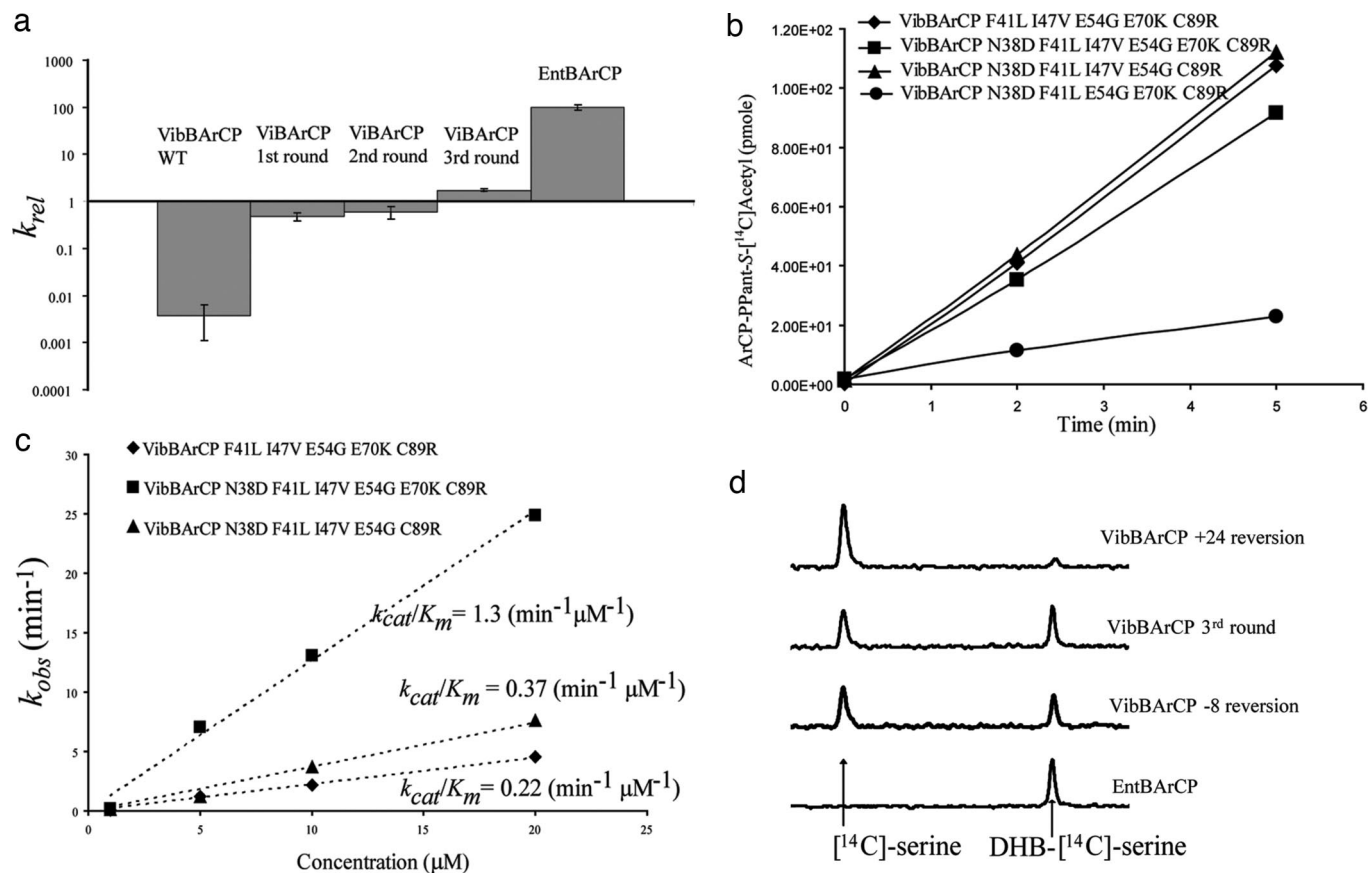 a
1000
100
10
1
0.1
0.01
0.001
0.0001
k_rel
VibBArCP
WT
ViBArCP
1st round
ViBArCP
2nd round
ViBArCP
3rd round
EntBArCP
b
VibBArCP F41L I47V E54G E70K C89R
VibBArCP N38D F41L I47V E54G E70K C89R
VibBArCP N38D F41L I47V E54G C89R
VibBArCP N38D F41L E54G E70K C89R
ArCP-PPant-S-[¹⁴C]Acetyl (pmole)
1.20E+02
1.00E+02
8.00E+01
6.00E+01
4.00E+01
2.00E+01
0.00E+00
0 1 2 3 4 5 6
Time (min)
c
VibBArCP F41L I47V E54G E70K C89R
VibBArCP N38D F41L I47V E54G E70K C89R
VibBArCP N38D F41L I47V E54G C89R
k_obs (min⁻¹)
30
25
20
15
10
5
0
k_cat/K_m = 1.3 (min⁻¹μM⁻¹)
k_cat/K_m = 0.37 (min⁻¹ μM⁻¹)
k_cat/K_m = 0.22 (min⁻¹ μM⁻¹)
0 5 10 15 20 25
Concentration (μM)
d
VibBArCP +24 reversion
VibBArCP 3ʳᵈ round
VibBArCP -8 reversion
EntBArCP
[¹⁴C]-serine
DHB-[¹⁴C]-serine